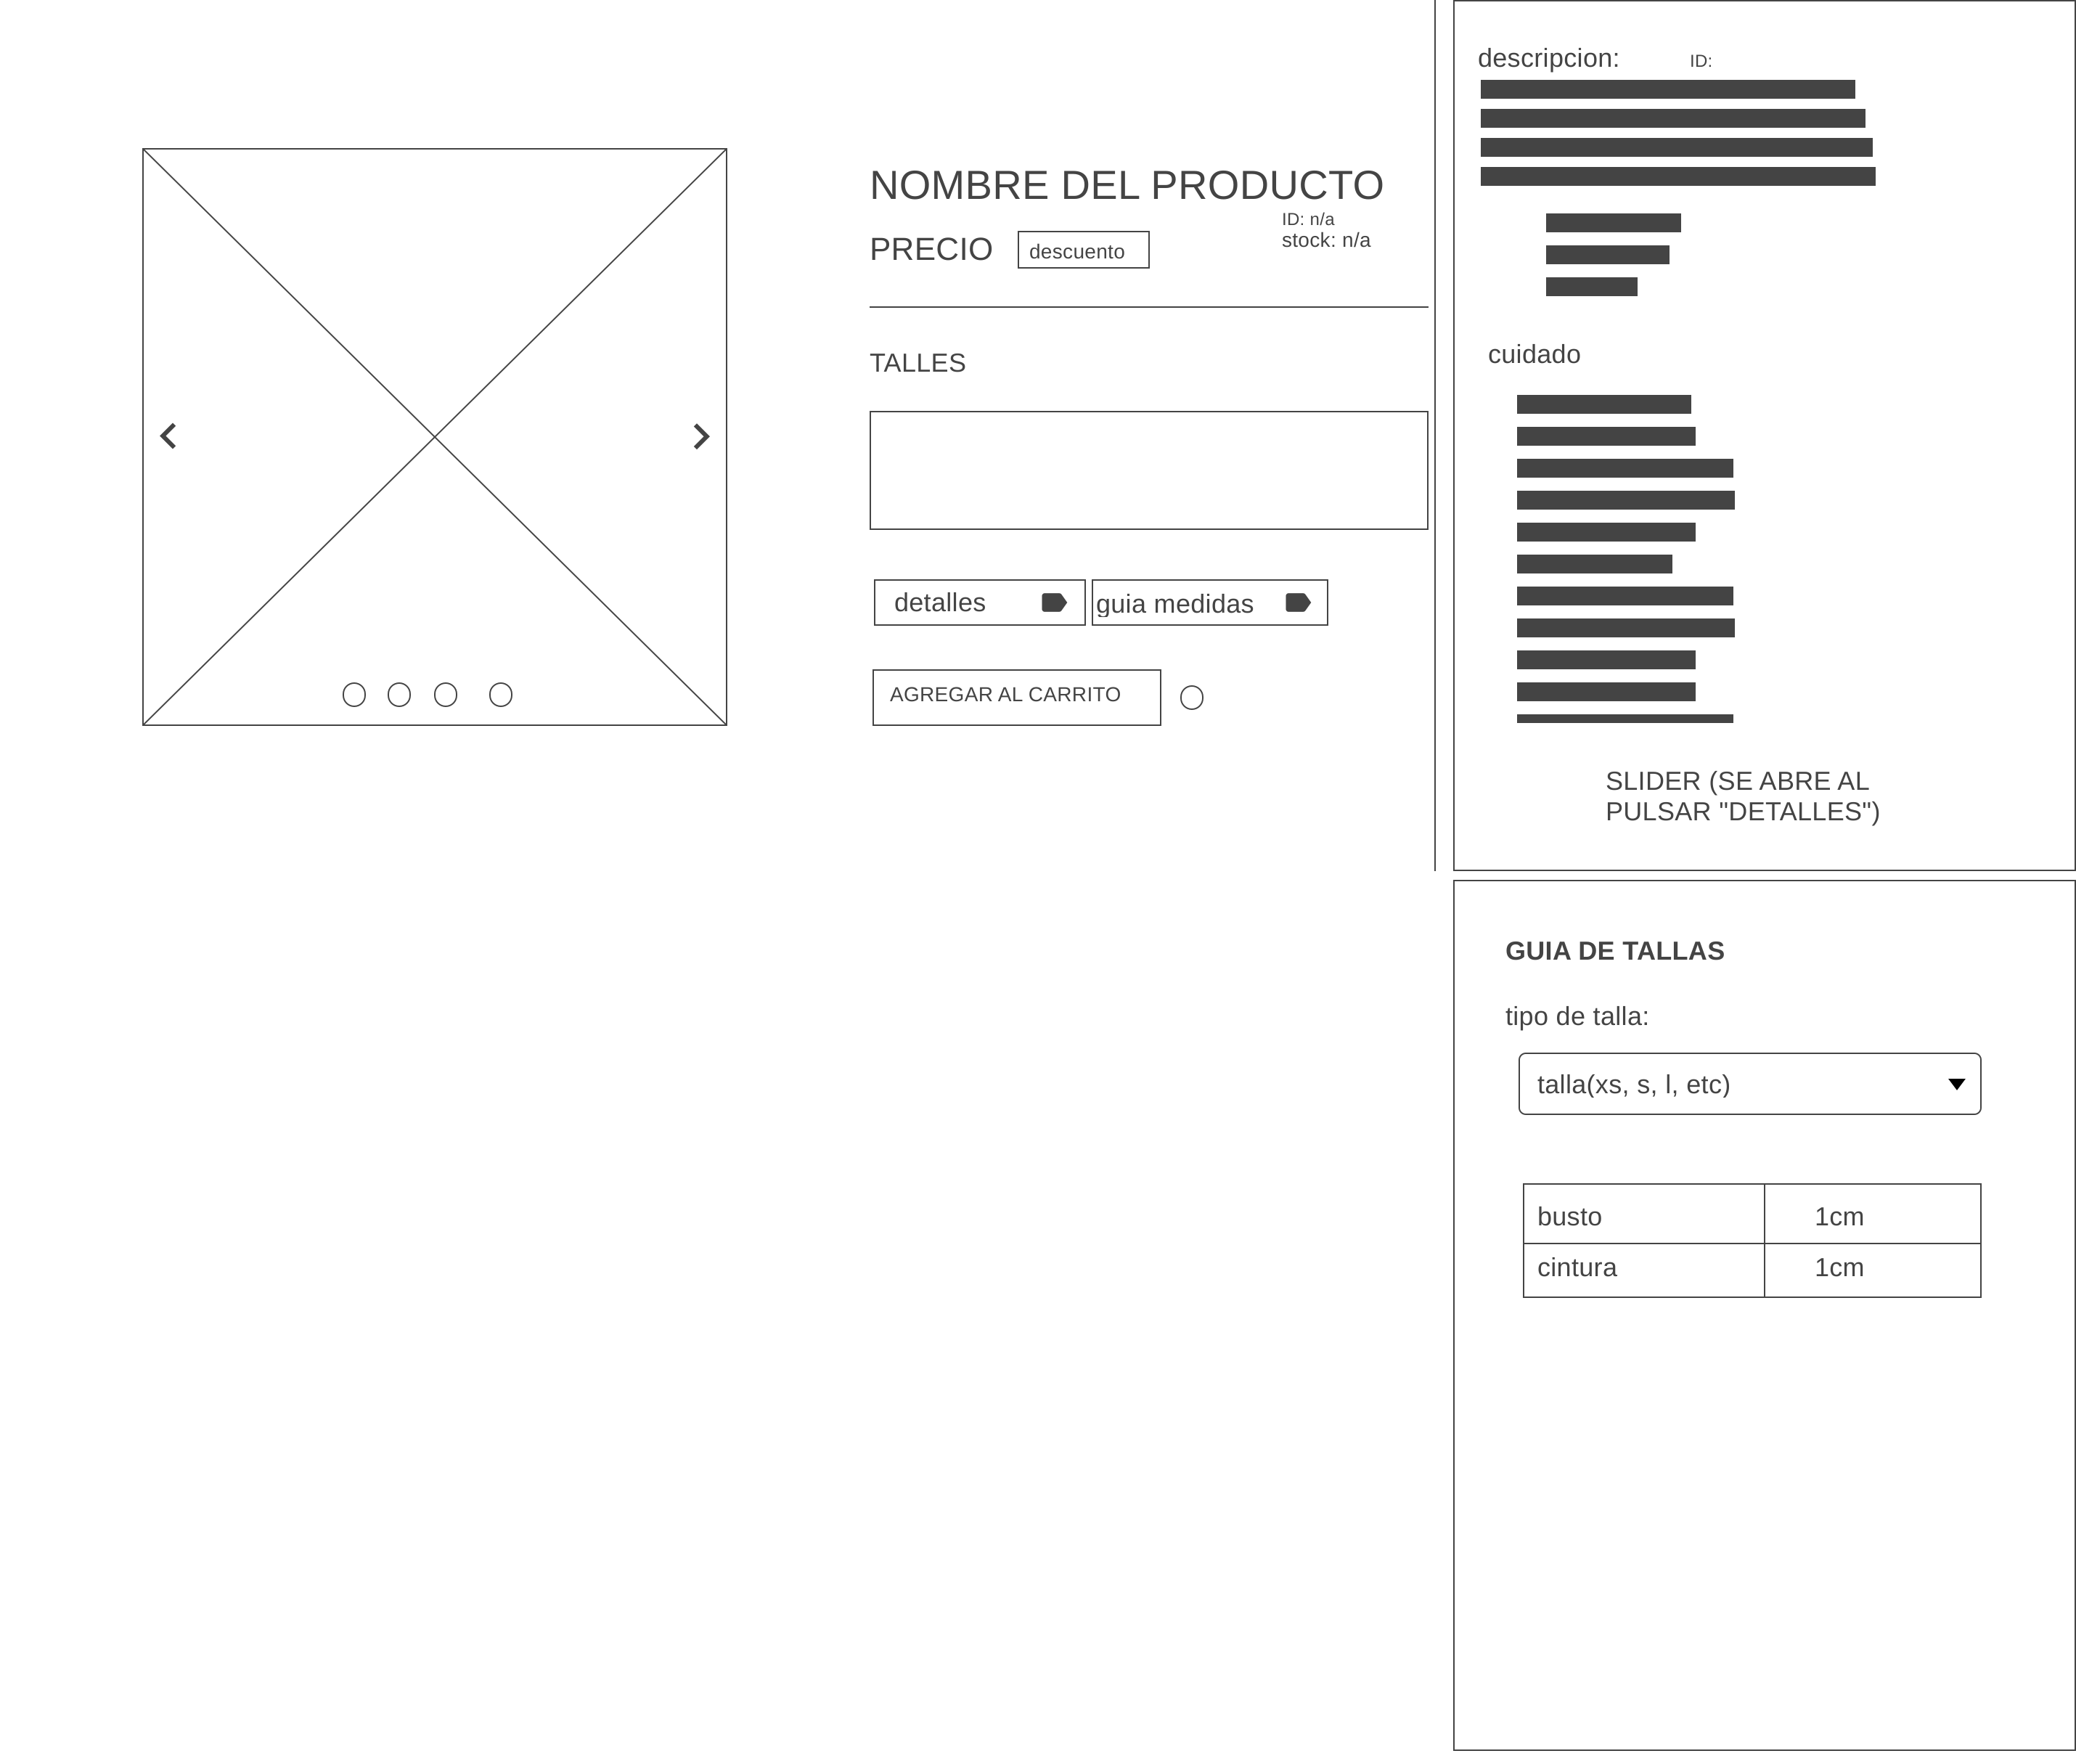 NOMBRE DEL PRODUCTO
ID: n/a
stock: n/a
PRECIO
descuento
TALLES
detalles
guia medidas
AGREGAR AL CARRITO
descripcion:
ID:
cuidado
SLIDER (SE ABRE AL
PULSAR "DETALLES")
GUIA DE TALLAS
tipo de talla:
talla(xs, s, l, etc)
busto 1cm
cintura 1cm